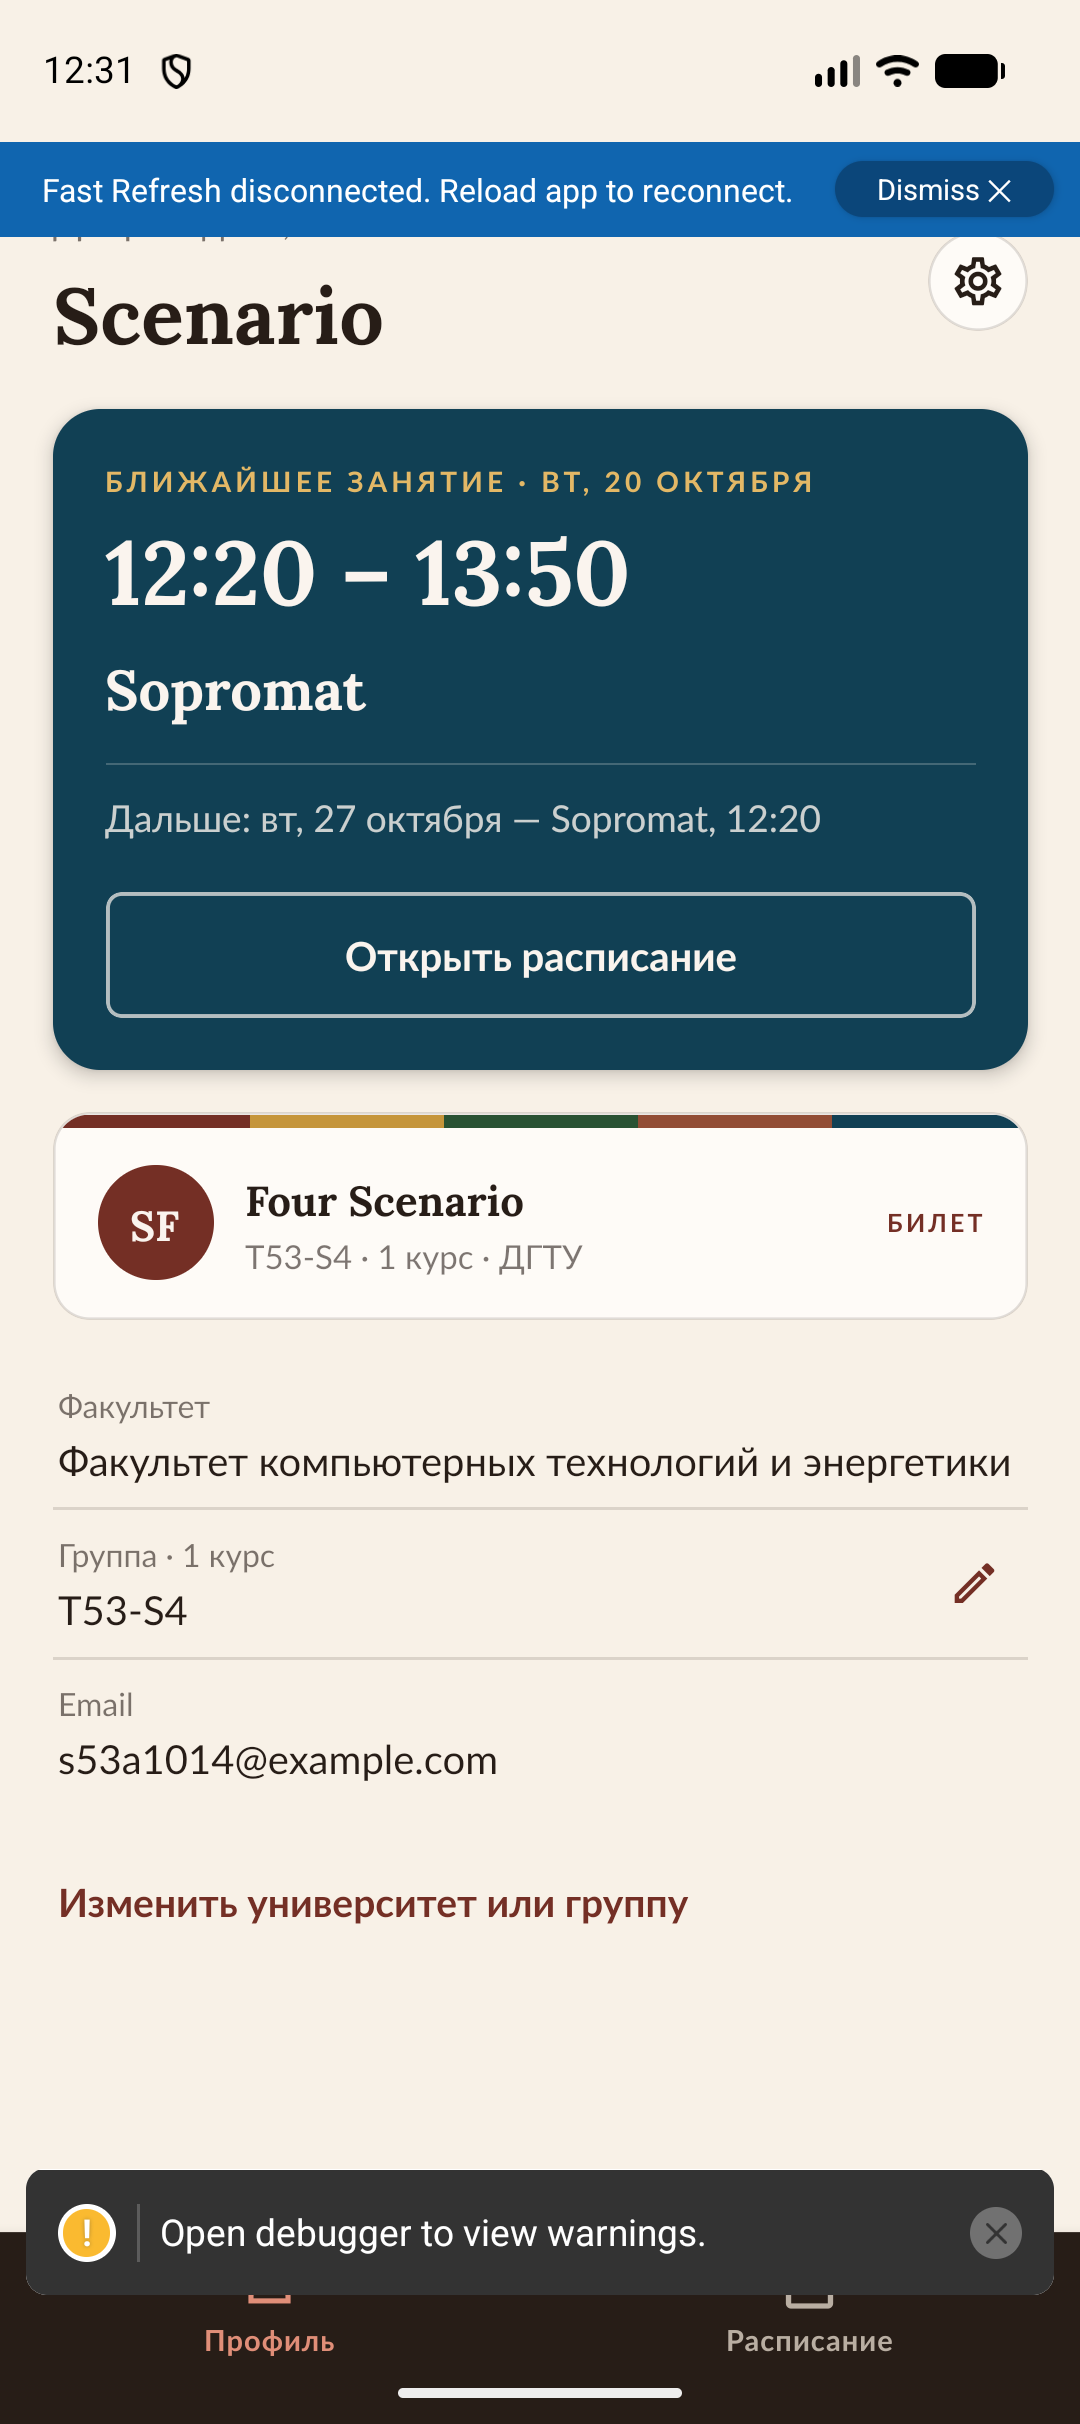 12:31
Fast Refresh disconnected. Reload app to reconnect.
Dismiss
Scenario
БЛИЖАЙШЕЕ ЗАНЯТИЕ · ВТ, 20 ОКТЯБРЯ
12:20 – 13:50
Sopromat
Дальше: вт, 27 октября — Sopromat, 12:20
Открыть расписание
SF
Four Scenario
T53-S4 · 1 курс · ДГТУ
БИЛЕТ
Факультет
Факультет компьютерных технологий и энергетики
Группа · 1 курс
T53-S4
Email
s53a1014@example.com
Изменить университет или группу
Open debugger to view warnings.
Профиль
Расписание